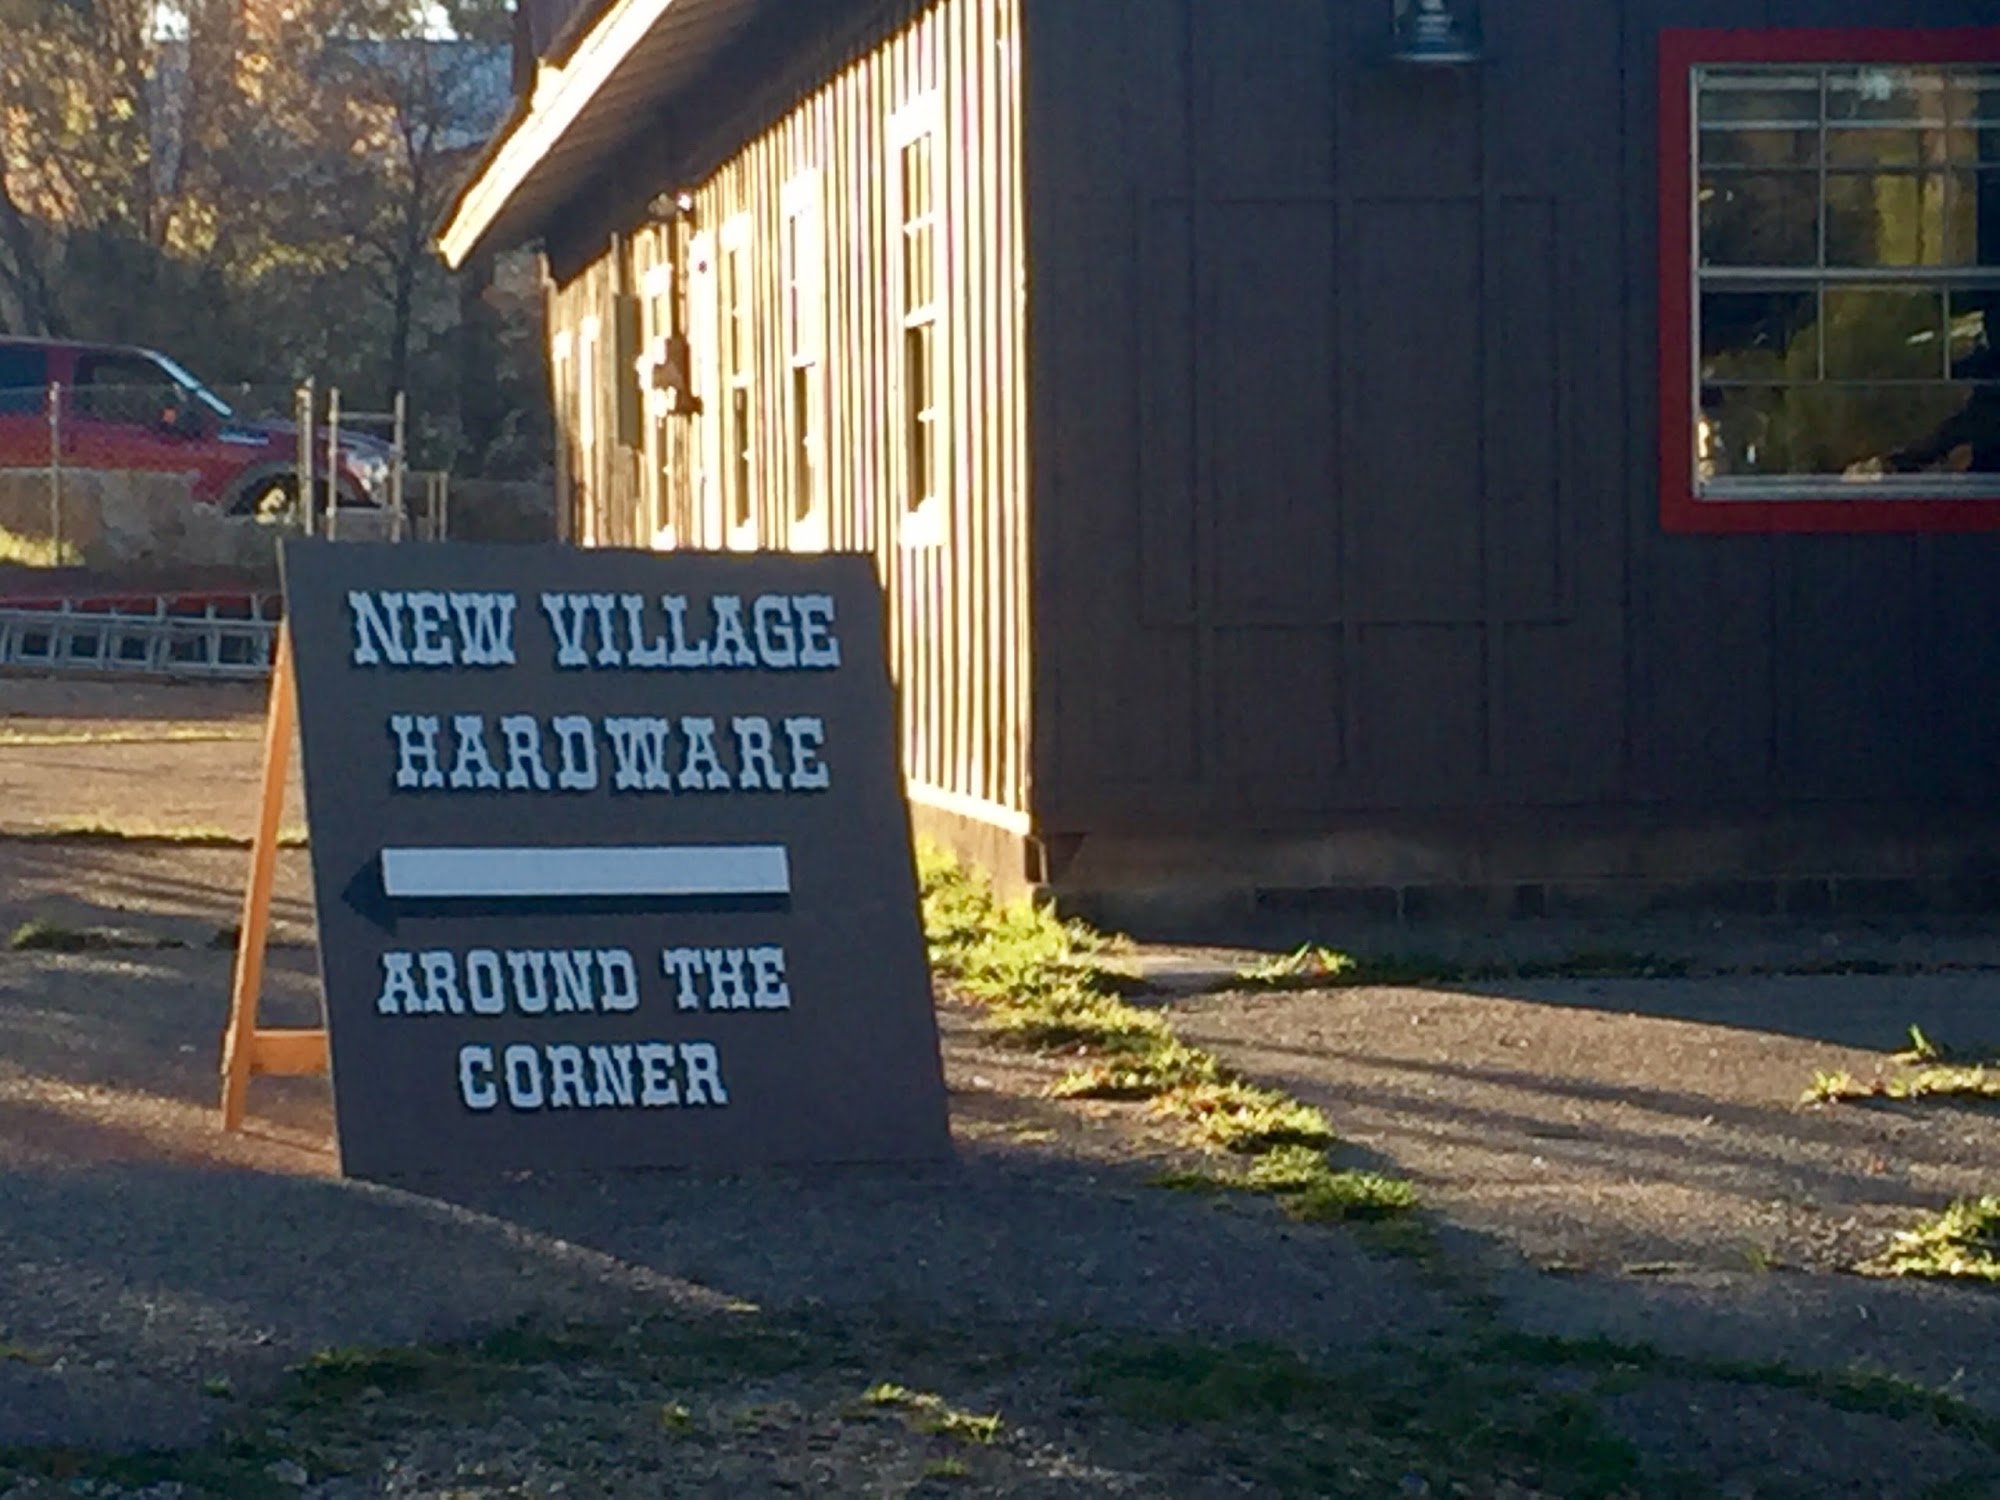 NEW VILLAGE
HARDWARE
AROUND THE
CORNER